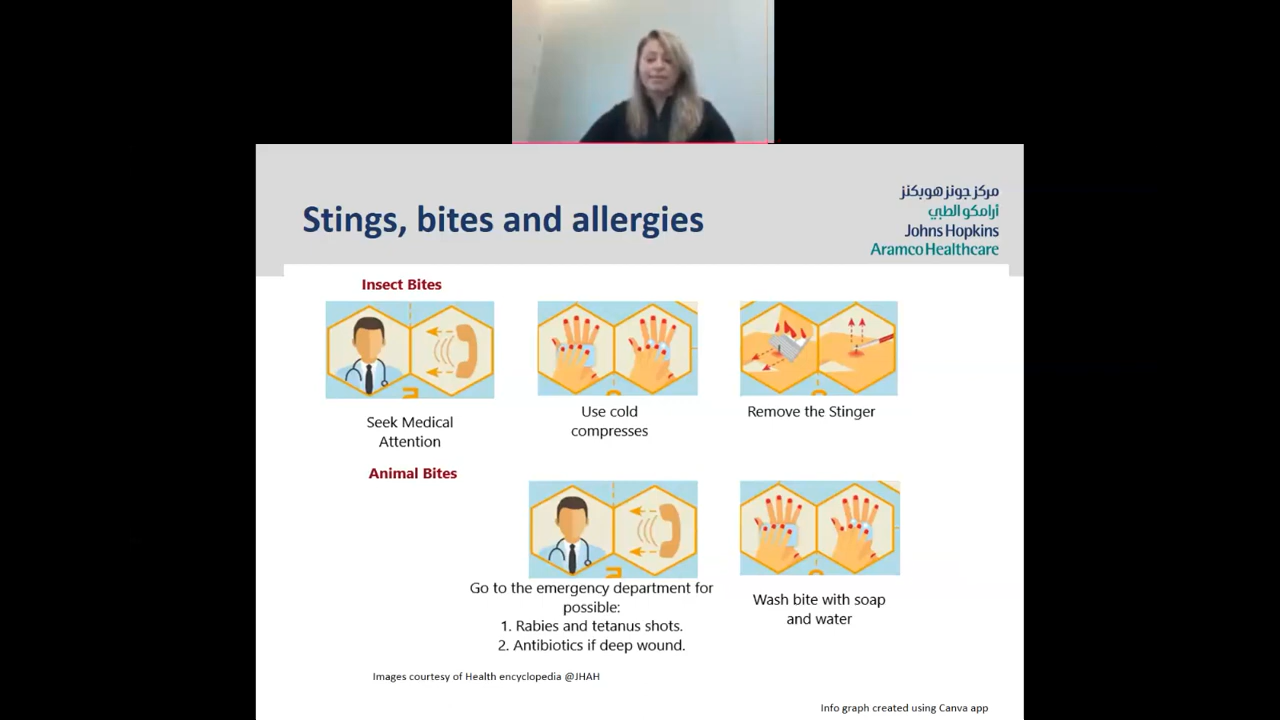 Stings, bites and allergies
مركز جونز هوبكنز
أرامكو الطبي
Johns Hopkins
Aramco Healthcare
Insect Bites
Seek Medical
Attention
Use cold
compresses
Remove the Stinger
Animal Bites
Go to the emergency department for
possible:
1. Rabies and tetanus shots.
2. Antibiotics if deep wound.
Wash bite with soap
and water
Images courtesy of Health encyclopedia @JHAH
Info graph created using Canva app